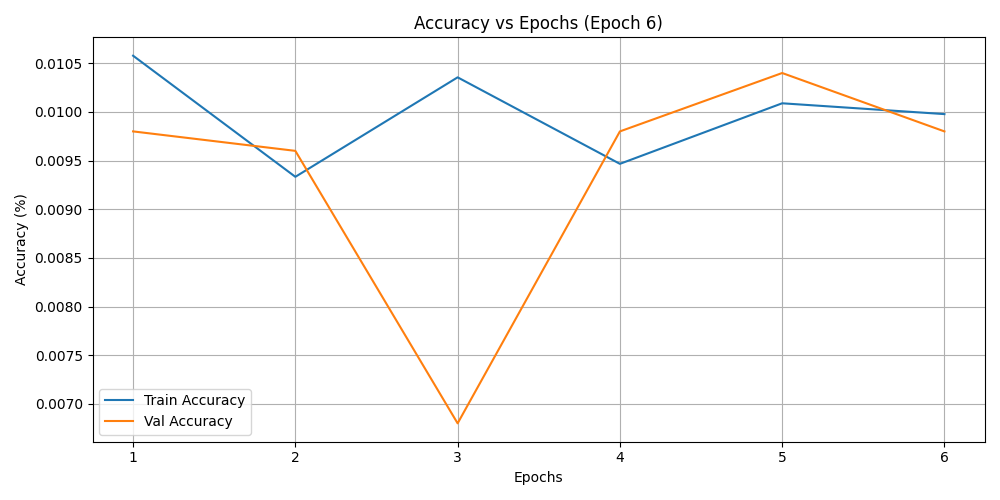 Accuracy vs Epochs (Epoch 6)
Accuracy (%)
0.0105
0.0100
0.0095
0.0090
0.0085
0.0080
0.0075
0.0070
Train Accuracy
Val Accuracy
1 2 3 4 5 6
Epochs